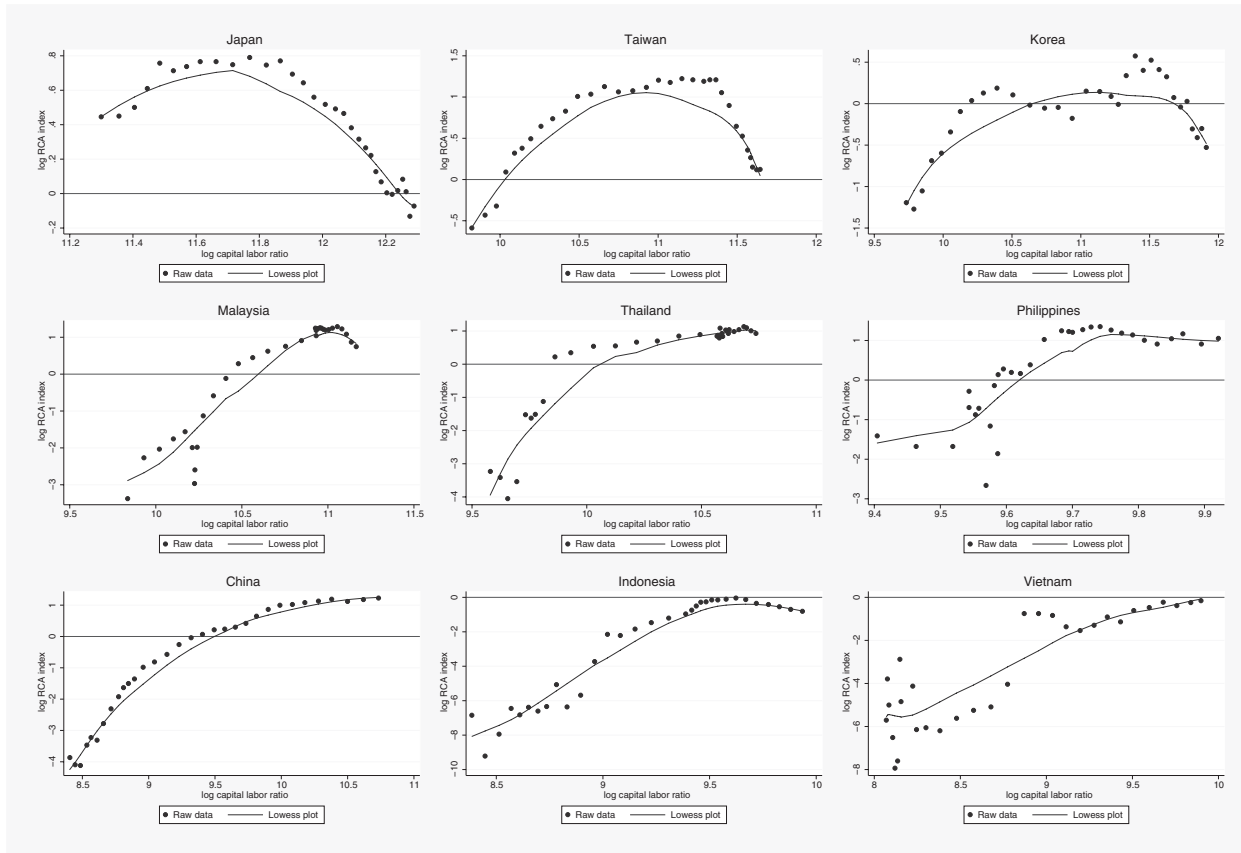 Japan
log RCA index
.8
.6
.4
.2
0
-.2
11.2 11.4 11.6 11.8 12 12.2
log capital labor ratio
Raw data Lowess plot
Taiwan
log RCA index
1.5
1
.5
0
-.5
10 10.5 11 11.5 12
log capital labor ratio
Raw data Lowess plot
Korea
log RCA index
.5
0
-.5
-1
-1.5
9.5 10 10.5 11 11.5 12
log capital labor ratio
Raw data Lowess plot
Malaysia
log RCA index
1
0
-1
-2
-3
9.5 10 10.5 11 11.5
log capital labor ratio
Raw data Lowess plot
Thailand
log RCA index
1
0
-1
-2
-3
-4
9.5 10 10.5 11
log capital labor ratio
Raw data Lowess plot
Philippines
log RCA index
1
0
-1
-2
-3
9.4 9.5 9.6 9.7 9.8 9.9
log capital labor ratio
Raw data Lowess plot
China
log RCA index
1
0
-1
-2
-3
-4
8.5 9 9.5 10 10.5 11
log capital labor ratio
Raw data Lowess plot
Indonesia
log RCA index
0
-2
-4
-6
-8
-10
8.5 9 9.5 10
log capital labor ratio
Raw data Lowess plot
Vietnam
log RCA index
0
-2
-4
-6
-8
8 8.5 9 9.5 10
log capital labor ratio
Raw data Lowess plot